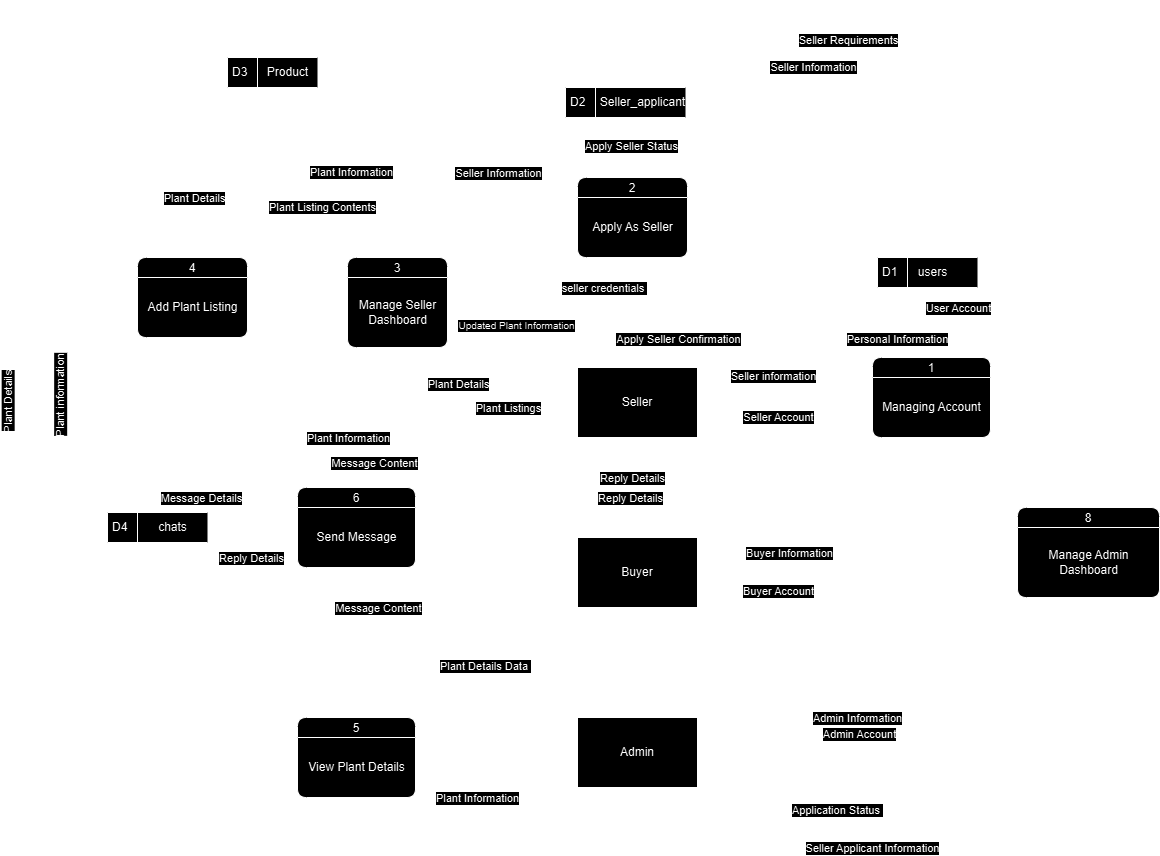 Seller Requirements
Seller Information
D3 Product
D2 Seller_applicant
Apply Seller Status
Plant Information
Seller Information
Plant Details
Plant Listing Contents
2
Apply As Seller
4
Add Plant Listing
3
Manage Seller
Dashboard
D1 users
seller credentials
User Account
Updated Plant Information
Apply Seller Confirmation
Personal Information
1
Managing Account
Plant Details
Plant information
Seller
Seller information
Plant Details
Plant Listings
Seller Account
Plant Information
Message Content
Reply Details
Reply Details
6
Send Message
Message Details
D4 chats
Reply Details
8
Manage Admin
Dashboard
Buyer
Buyer Information
Buyer Account
Message Content
Plant Details Data
5
View Plant Details
Admin
Admin Information
Admin Account
Plant Information
Application Status
Seller Applicant Information